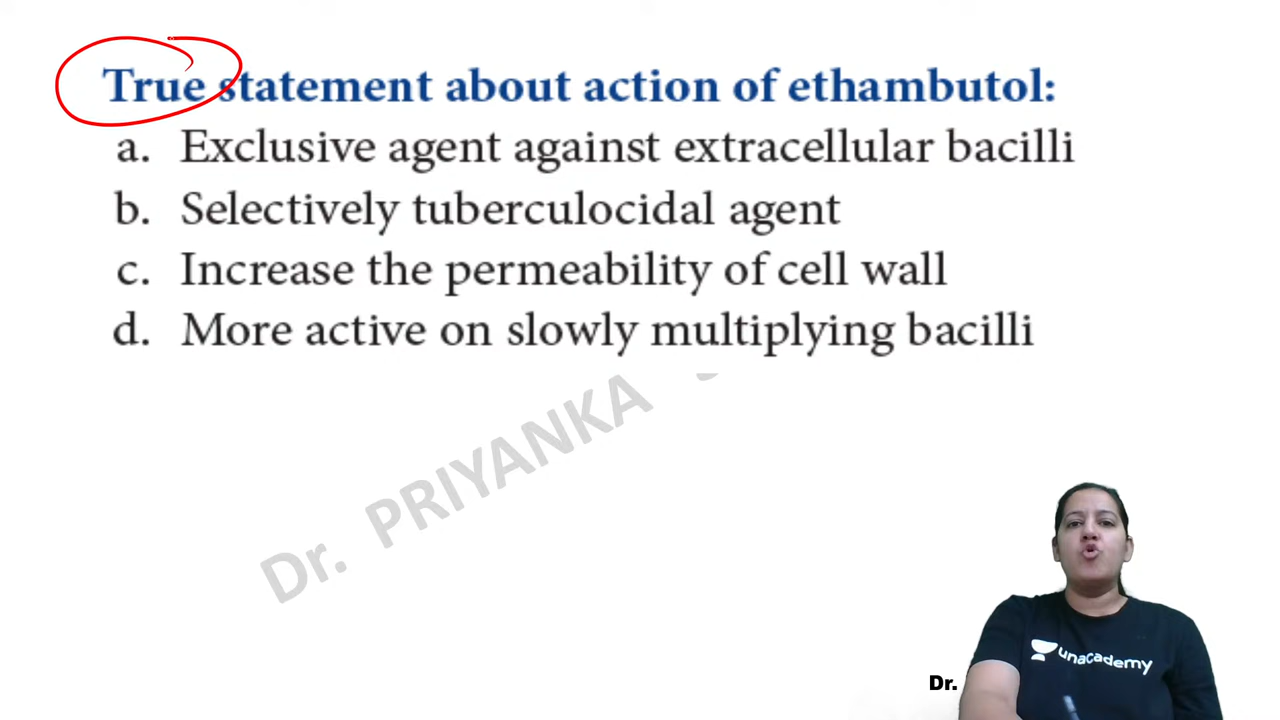 True statement about action of ethambutol:
a. Exclusive agent against extracellular bacilli
b. Selectively tuberculocidal agent
c. Increase the permeability of cell wall
d. More active on slowly multiplying bacilli
Dr. PRIYANKA
unacademy
Dr.